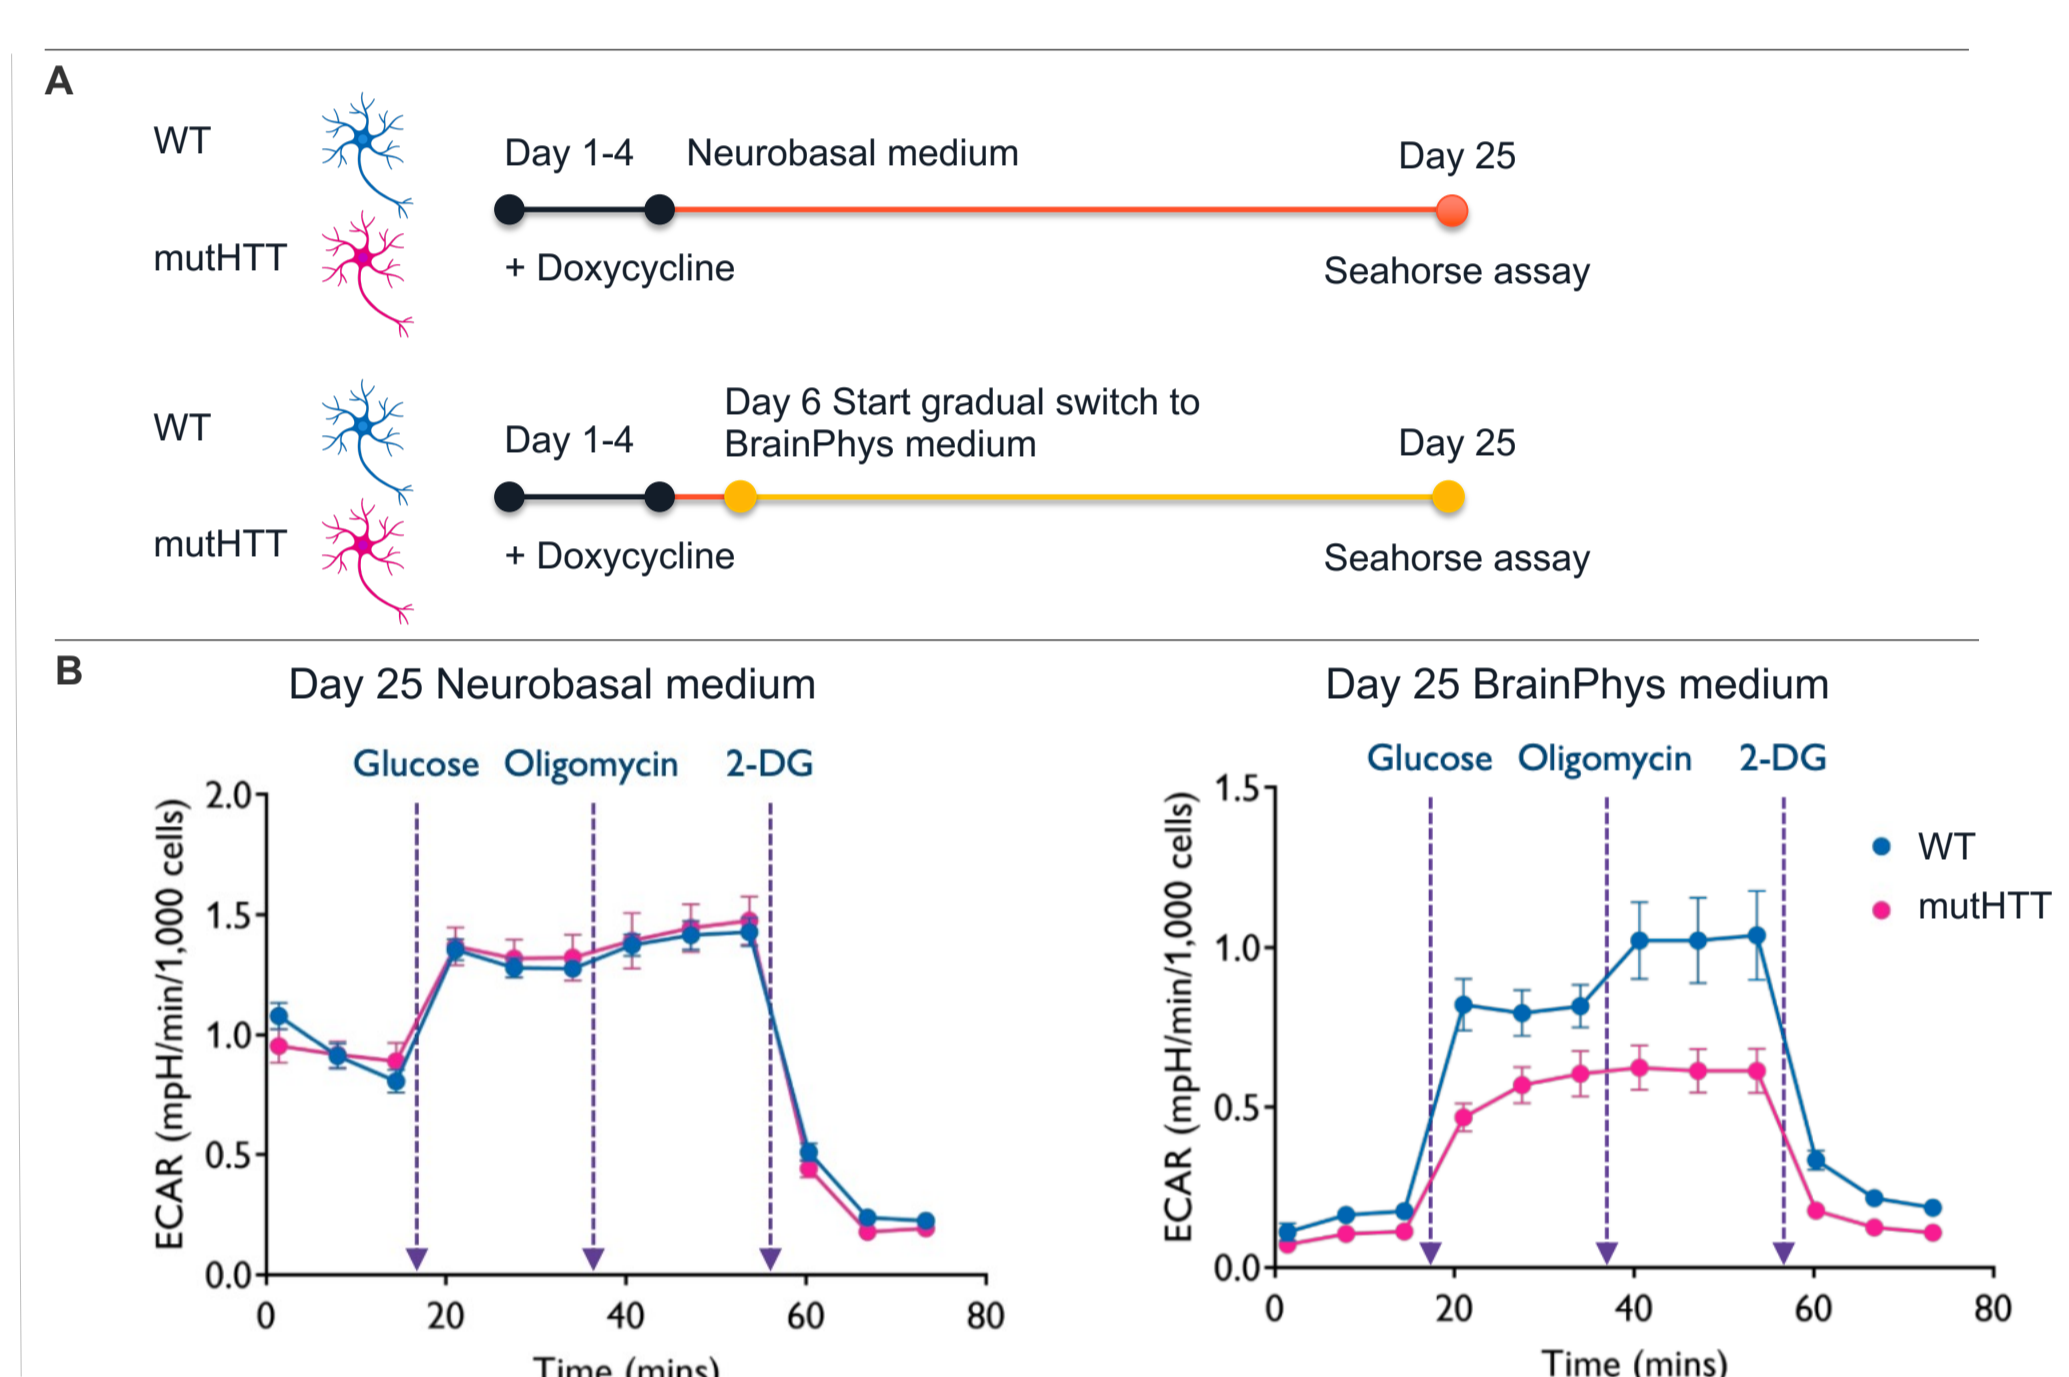 A
WT
Day 1-4
Neurobasal medium
Day 25
mutHTT
+ Doxycycline
Seahorse assay
WT
Day 1-4
Day 6 Start gradual switch to
BrainPhys medium
Day 25
mutHTT
+ Doxycycline
Seahorse assay
B
Day 25 Neurobasal medium
Glucose
Oligomycin
2-DG
ECAR (mpH/min/1,000 cells)
2.0
1.5
1.0
0.5
0.0
0
20
40
60
80
Time (mins)
Day 25 BrainPhys medium
Glucose
Oligomycin
2-DG
ECAR (mpH/min/1,000 cells)
1.5
1.0
0.5
0.0
0
20
40
60
80
Time (mins)
WT
mutHTT